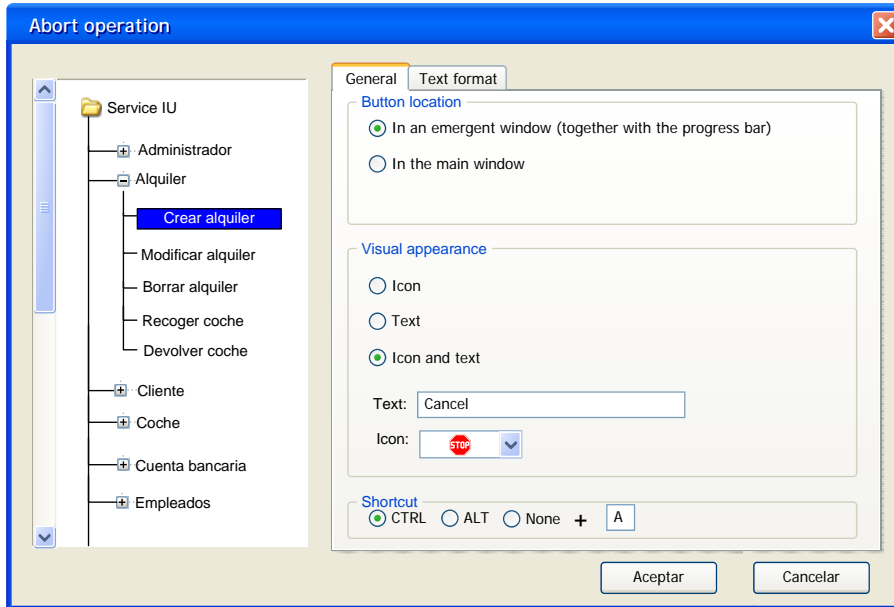 Abort operation
Service IU
Administrador
Alquiler
Crear alquiler
Modificar alquiler
Borrar alquiler
Recoger coche
Devolver coche
Cliente
Coche
Cuenta bancaria
Empleados
General
Text format
Button location
In an emergent window (together with the progress bar)
In the main window
Visual appearance
Icon
Text
Icon and text
Text:
Cancel
Icon:
STOP
Shortcut
CTRL
ALT
None
+
A
Aceptar
Cancelar